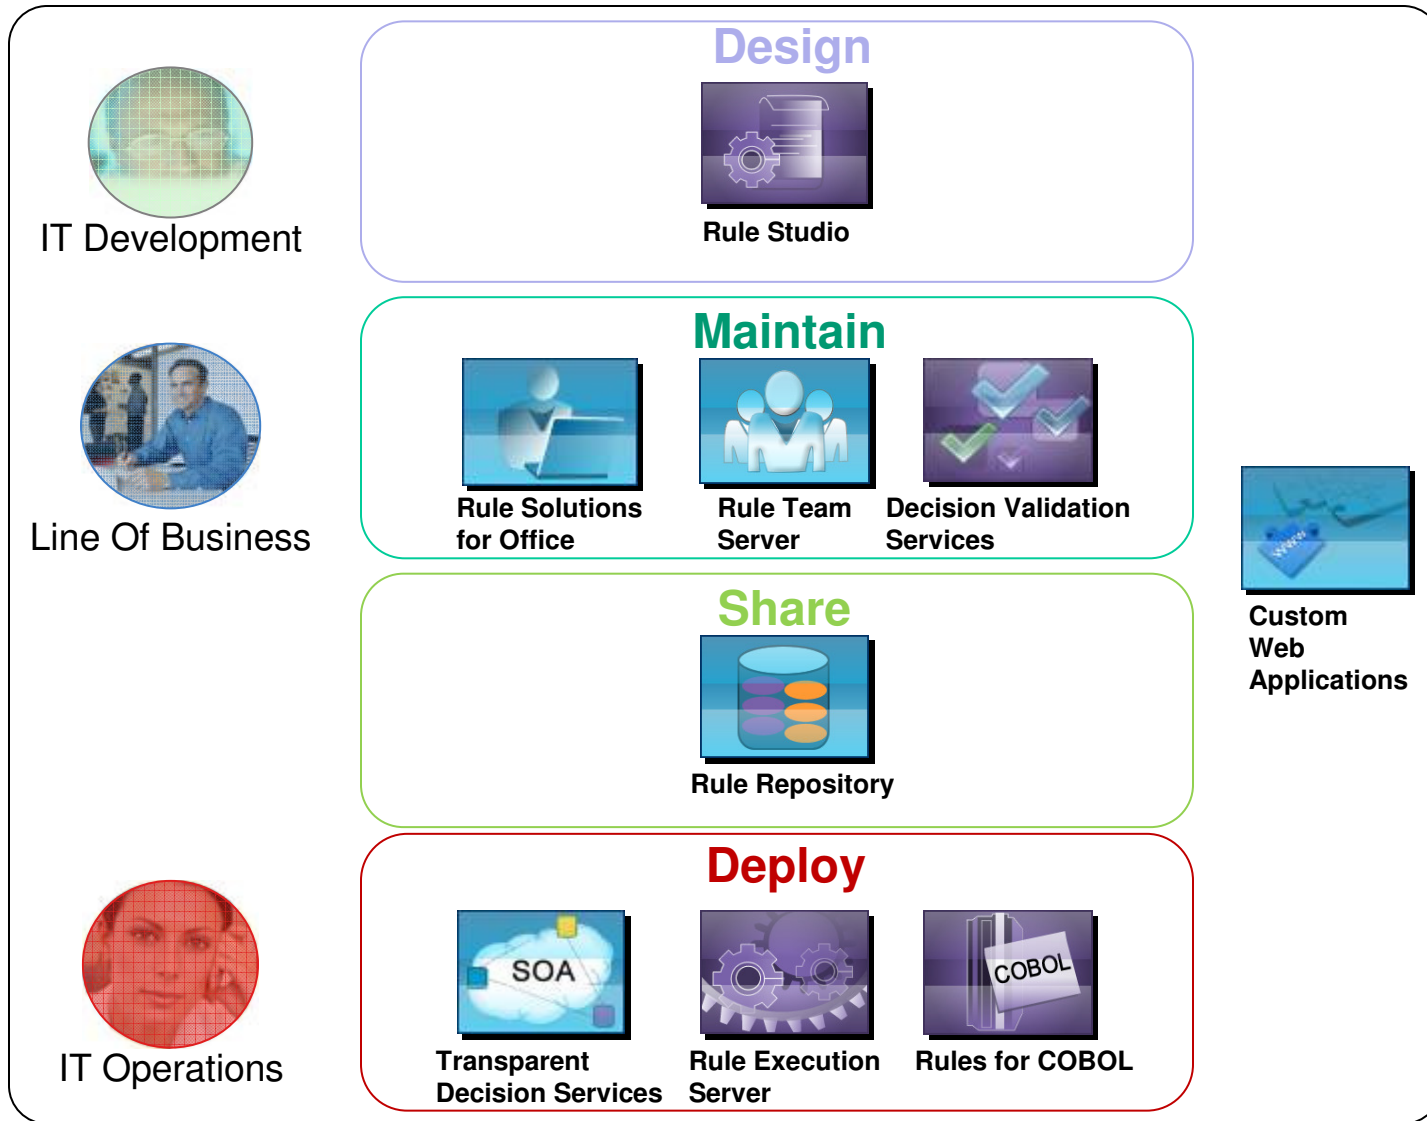 Design
Rule Studio
IT Development
Maintain
Rule Solutions
for Office
Rule Team
Server
Decision Validation
Services
Line Of Business
www
Custom
Web
Applications
Share
Rule Repository
Deploy
SOA
COBOL
Transparent
Decision Services
Rule Execution
Server
Rules for COBOL
IT Operations